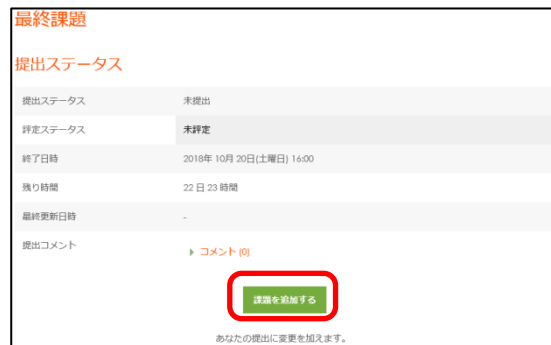 最終課題
提出ステータス
提出ステータス 未提出
評定ステータス 未評定
終了日時 2018年 10月 20日(土曜日) 16:00
残り時間 22 日 23 時間
最終更新日時 -
提出コメント コメント (0)
課題を追加する
あなたの提出に変更を加えます。